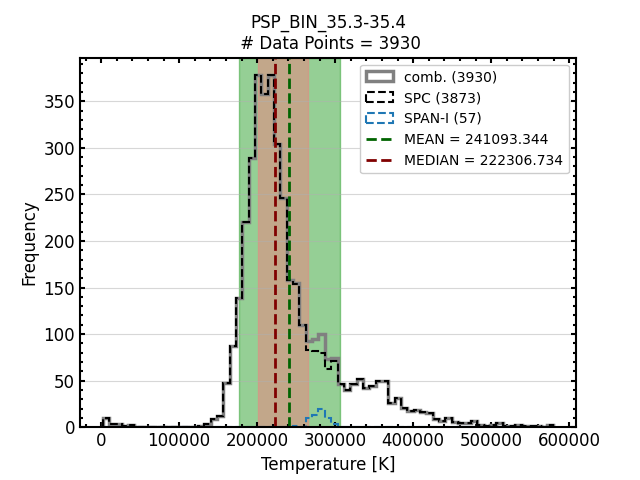 PSP_BIN_35.3-35.4
# Data Points = 3930
comb. (3930)
SPC (3873)
SPAN-I (57)
MEAN = 241093.344
MEDIAN = 222306.734
Frequency
350
300
250
200
150
100
50
0
0 100000 200000 300000 400000 500000 600000
Temperature [K]